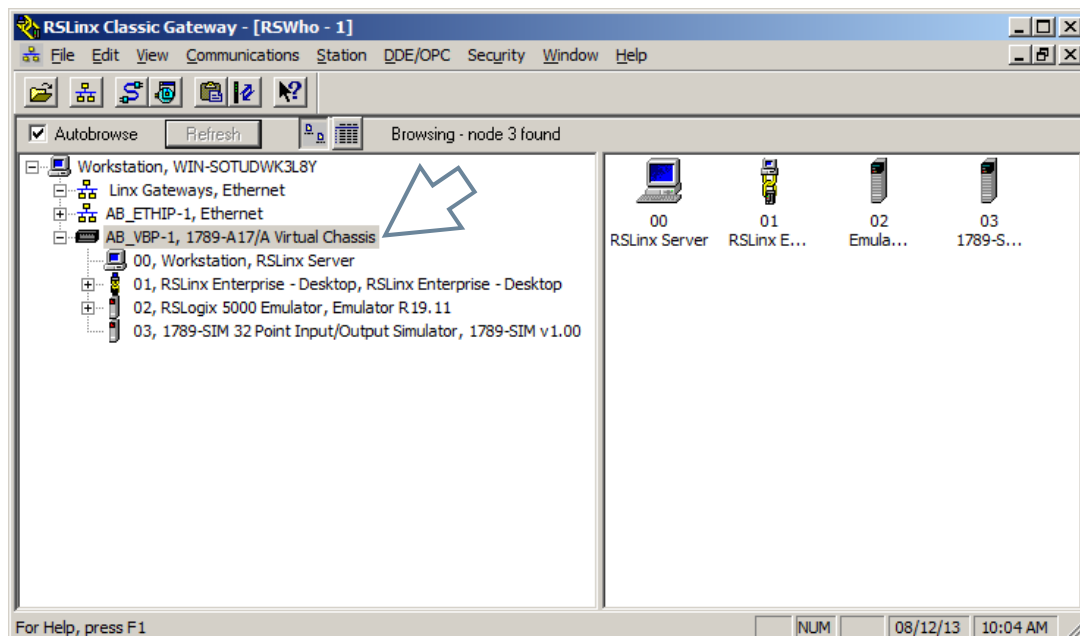 RSLinx Classic Gateway - [RSWho - 1]
File Edit View Communications Station DDE/OPC Security Window Help
Autobrowse Refresh Browsing - node 3 found
Workstation, WIN-SOTUDWK3L8Y
Linx Gateways, Ethernet
AB_ETHIP-1, Ethernet
AB_VBP-1, 1789-A17/A Virtual Chassis
00, Workstation, RSLinx Server
01, RSLinx Enterprise - Desktop, RSLinx Enterprise - Desktop
02, RSLogix 5000 Emulator, Emulator R19.11
03, 1789-SIM 32 Point Input/Output Simulator, 1789-SIM v1.00
00 01 02 03
RSLinx Server RSLinx E... Emula... 1789-S...
For Help, press F1 NUM 08/12/13 10:04 AM